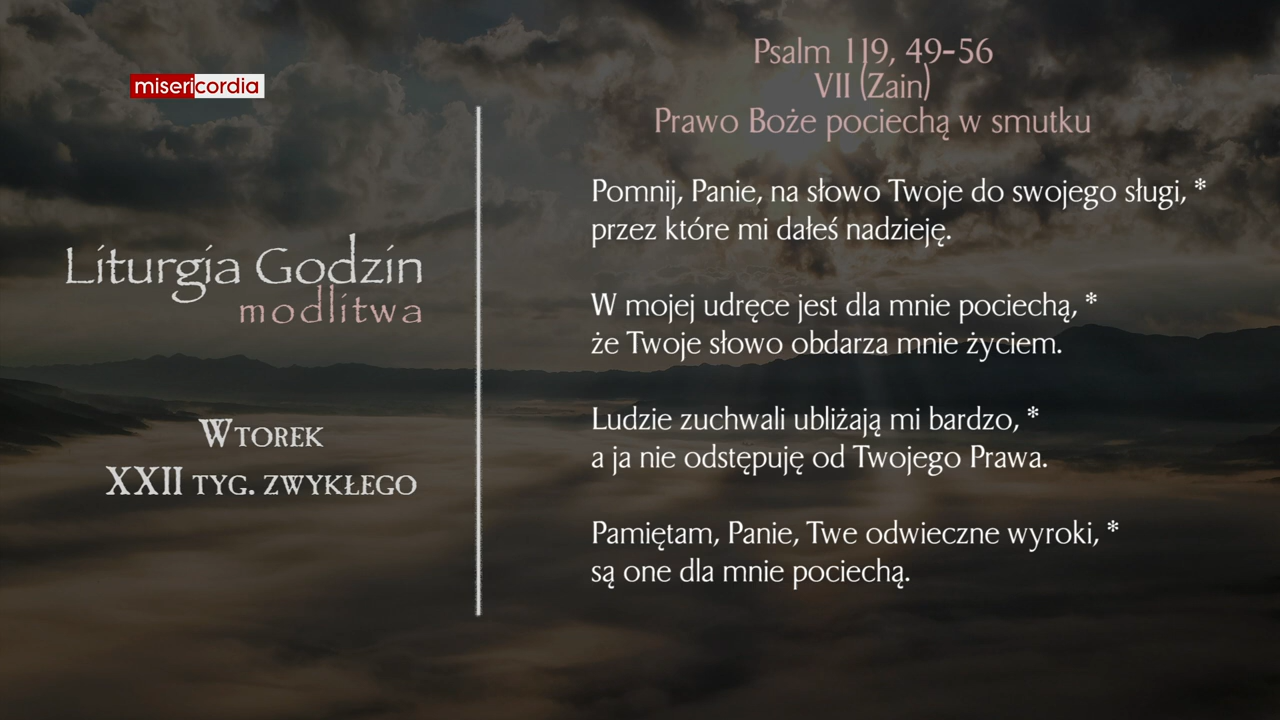 misericordia
Liturgia Godzin
modlitwa
Wtorek
XXII tyg. zwykłego
Psalm 119, 49-56
VII (Zain)
Prawo Boże pociechą w smutku
Pomnij, Panie, na słowo Twoje do swojego sługi, *
przez które mi dałeś nadzieję.
W mojej udręce jest dla mnie pociechą, *
że Twoje słowo obdarza mnie życiem.
Ludzie zuchwali ubliżają mi bardzo, *
a ja nie odstępuję od Twojego Prawa.
Pamiętam, Panie, Twe odwieczne wyroki, *
są one dla mnie pociechą.